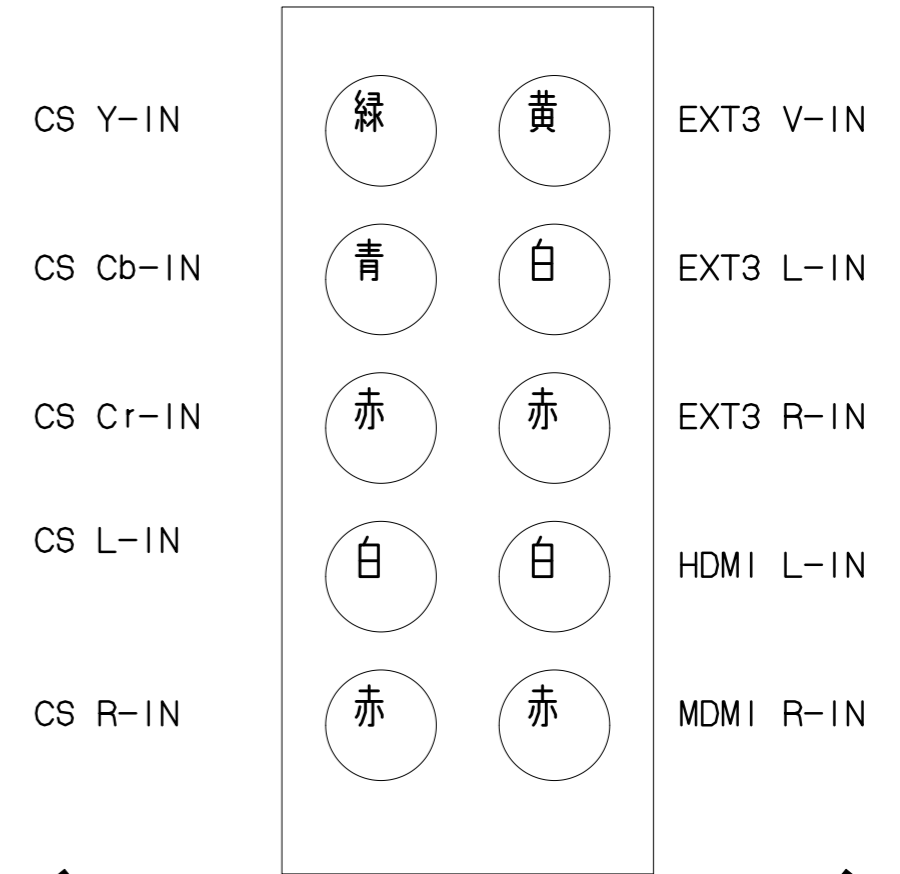 CS Y-IN 緑 黄 EXT3 V-IN
CS Cb-IN 青 白 EXT3 L-IN
CS Cr-IN 赤 赤 EXT3 R-IN
CS L-IN 白 白 HDMI L-IN
CS R-IN 赤 赤 MDMI R-IN